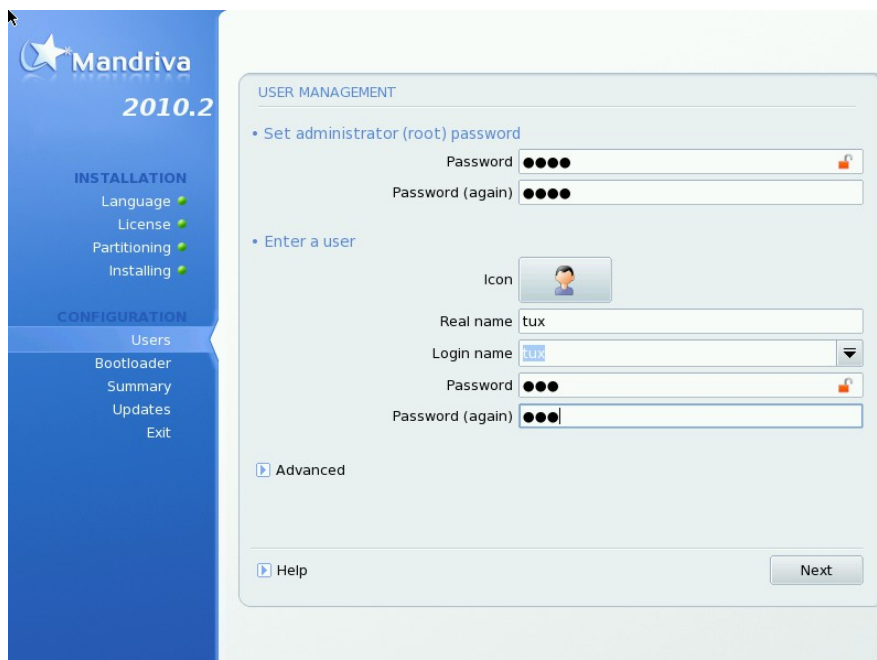 Mandriva
2010.2
INSTALLATION
Language
License
Partitioning
Installing
CONFIGURATION
Users
Bootloader
Summary
Updates
Exit
USER MANAGEMENT
• Set administrator (root) password
Password ●●●●
Password (again) ●●●●
• Enter a user
Icon
Real name tux
Login name tux
Password ●●●
Password (again) ●●●
Advanced
Help
Next